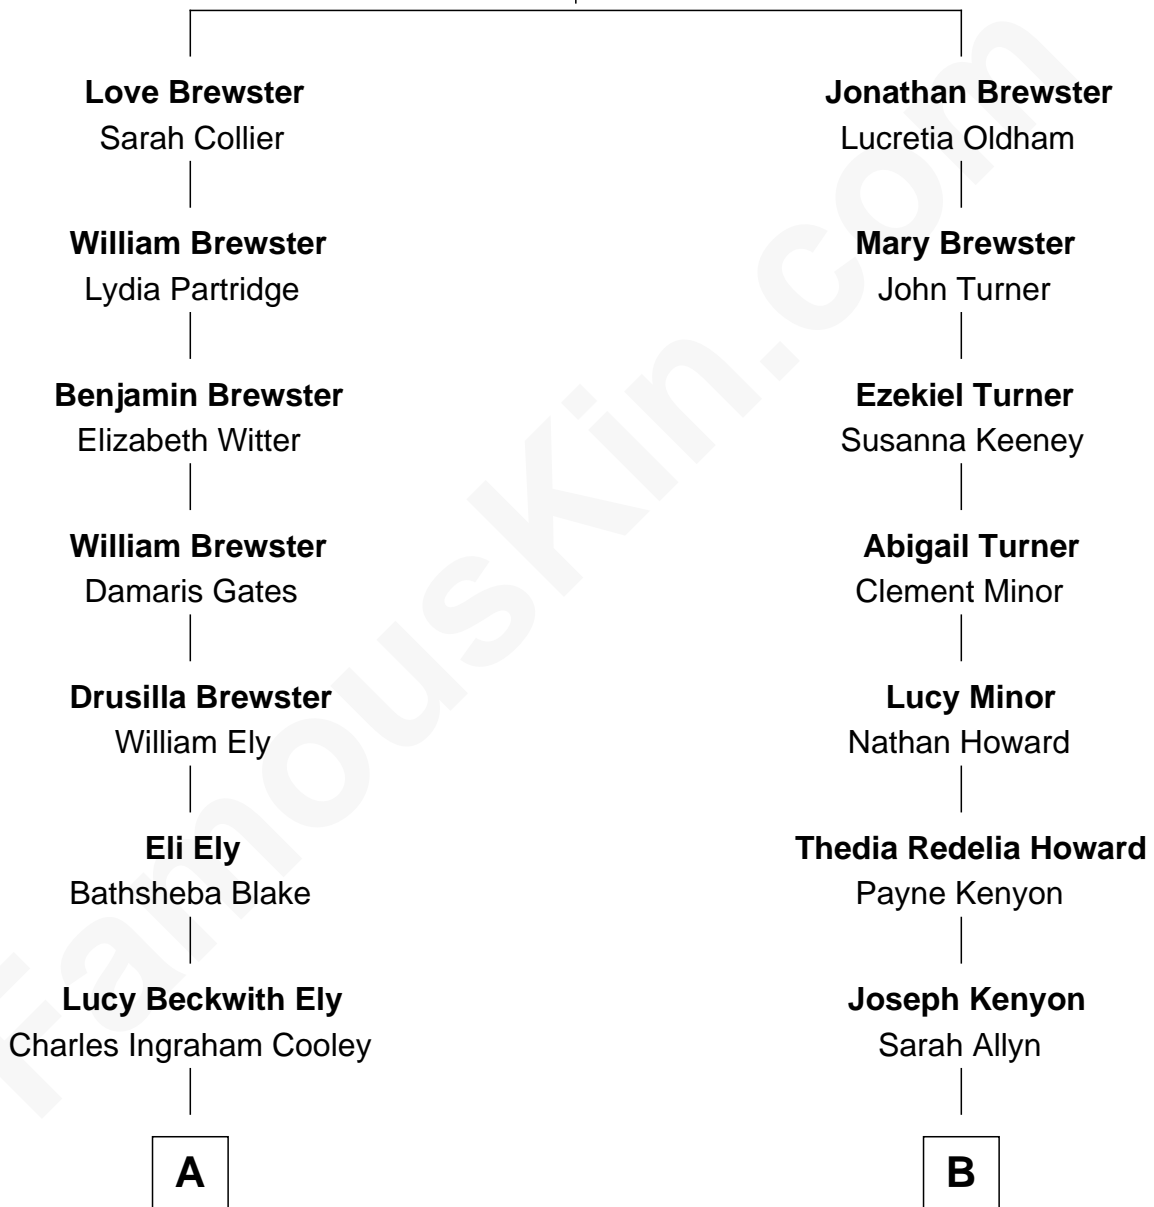 Love Brewster
Sarah Collier
William Brewster
Lydia Partridge
Benjamin Brewster
Elizabeth Witter
William Brewster
Damaris Gates
Drusilla Brewster
William Ely
Eli Ely
Bathsheba Blake
Lucy Beckwith Ely
Charles Ingraham Cooley
A
Jonathan Brewster
Lucretia Oldham
Mary Brewster
John Turner
Ezekiel Turner
Susanna Keeney
Abigail Turner
Clement Minor
Lucy Minor
Nathan Howard
Thedia Redelia Howard
Payne Kenyon
Joseph Kenyon
Sarah Allyn
B
FamousKin.com